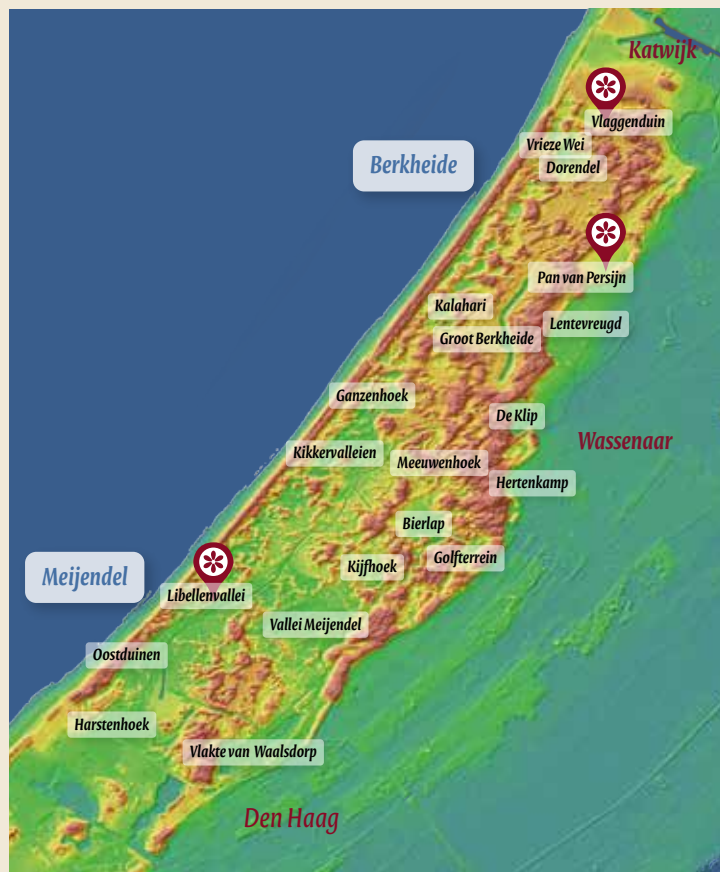 Katwijk
Vlaggenduin
Vrieze Wei
Berkheide
Dorendel
Pan van Persijn
Kalahari
Lentevreugd
Groot Berkheide
Ganzenhoek
De Klip
Wassenaar
Kikkervalleien
Meeuwenhoek
Hertenkamp
Bierlap
Golfterrein
Kijfhoek
Meijendel
Libellenvallei
Vallei Meijendel
Oostduinen
Harstenhoek
Vlakte van Waalsdorp
Den Haag